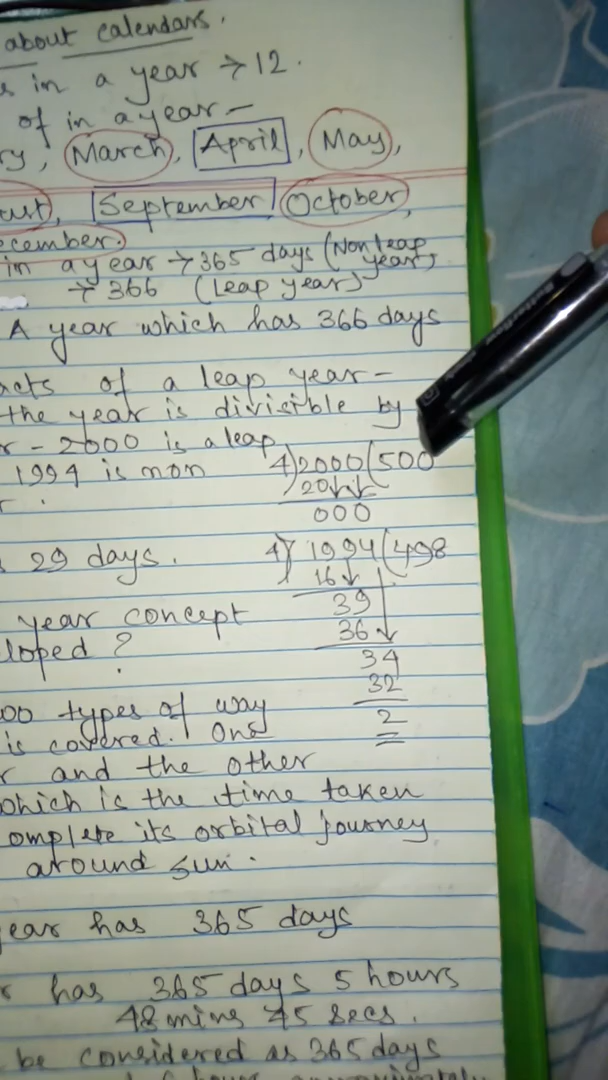 about calendars.
in a year → 12.
of in a year -
March, April, May,
September, October,
in a year → 365 days (Non leap
year)
→ 366 (Leap year)
A year which has 366 days
of a leap year -
the year is divisible by
- 2000 is a leap
4)2000(500
1994 is non
20
000
29 days.
4) 1994(498
16
year concept
39
36
?
34
32
types of way
2
is covered. One
and the other
which is the time taken
its orbital journey
around sun.
has 365 days
has 365 days 5 hours
48 mins 45 secs.
be considered as 365 days